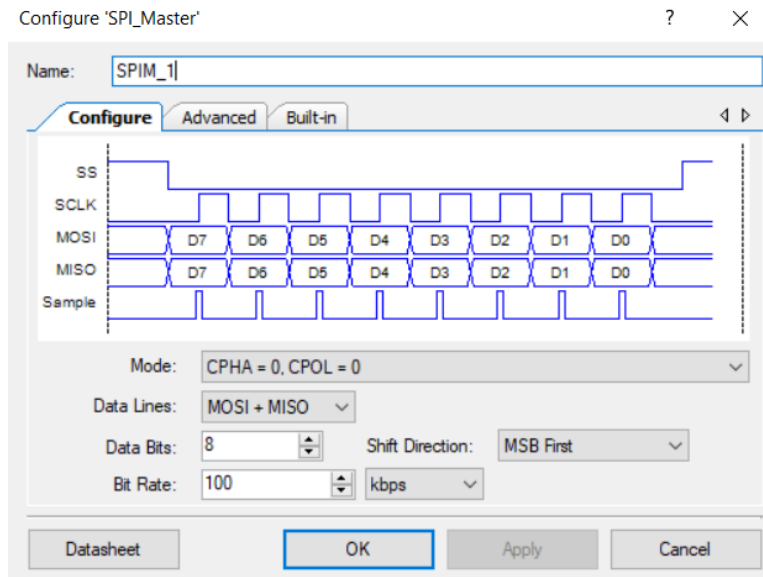 Configure 'SPI_Master' ? ×
Name: SPIM_1
Configure Advanced Built-in
SS
SCLK
MOSI D7 D6 D5 D4 D3 D2 D1 D0
MISO D7 D6 D5 D4 D3 D2 D1 D0
Sample
Mode: CPHA = 0, CPOL = 0
Data Lines: MOSI + MISO
Data Bits: 8 Shift Direction: MSB First
Bit Rate: 100 kbps
Datasheet OK Apply Cancel